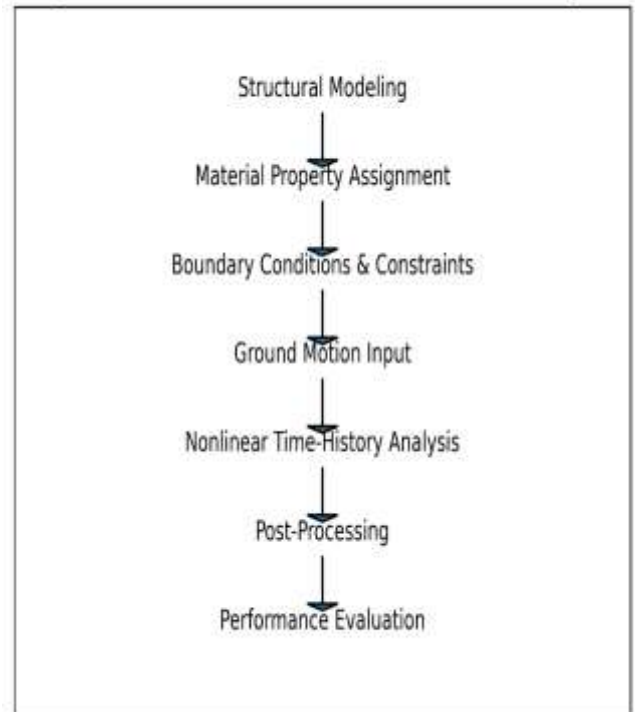 Structural Modeling
Material Property Assignment
Boundary Conditions & Constraints
Ground Motion Input
Nonlinear Time-History Analysis
Post-Processing
Performance Evaluation